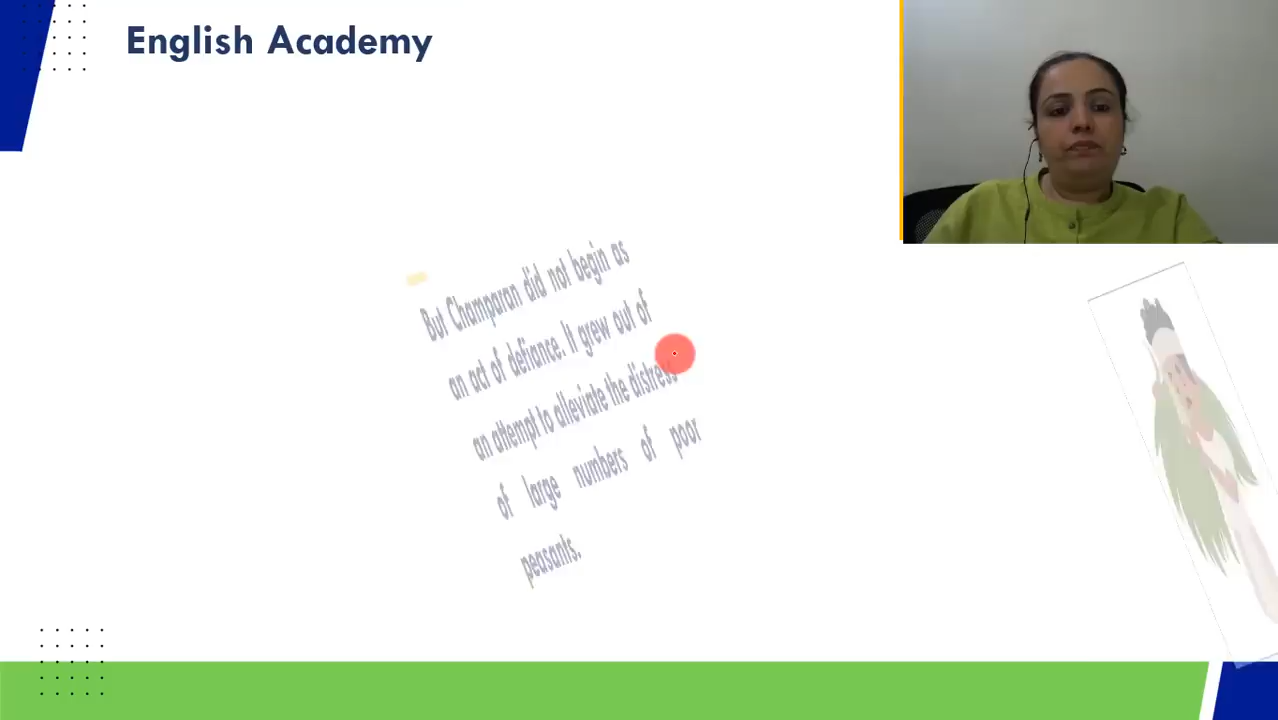 English Academy
But Champaran did not begin as
an act of defiance. It grew out of
an attempt to alleviate the distress
of large numbers of poor
peasants.